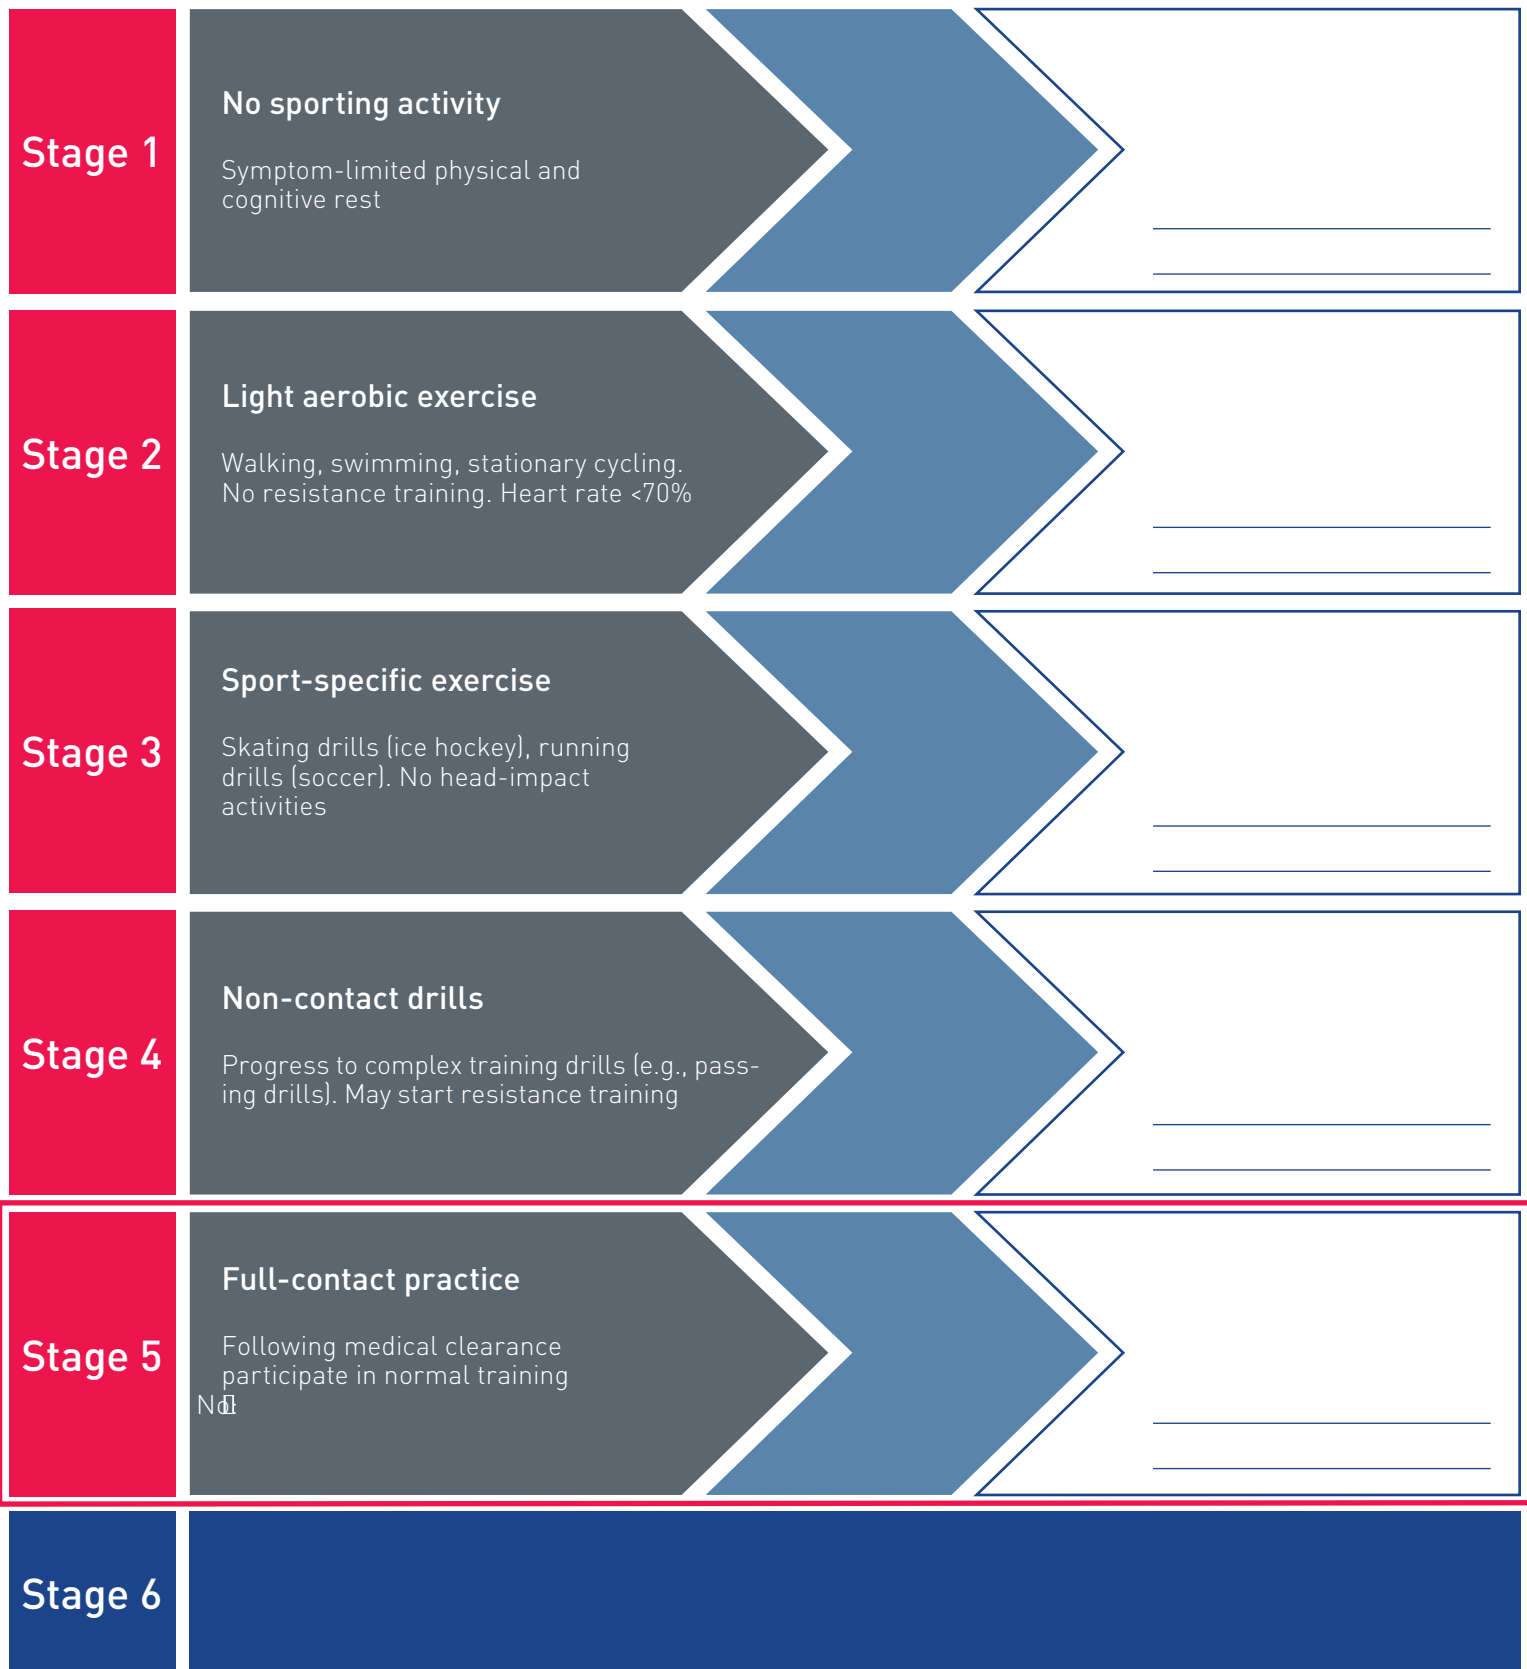 Stage 1
No sporting activity
Symptom-limited physical and
cognitive rest
Stage 2
Light aerobic exercise
Walking, swimming, stationary cycling.
No resistance training. Heart rate <70%
Stage 3
Sport-specific exercise
Skating drills (ice hockey), running
drills (soccer). No head-impact
activities
Stage 4
Non-contact drills
Progress to complex training drills (e.g., pass-
ing drills). May start resistance training
Stage 5
Full-contact practice
Following medical clearance
participate in normal training
Stage 6